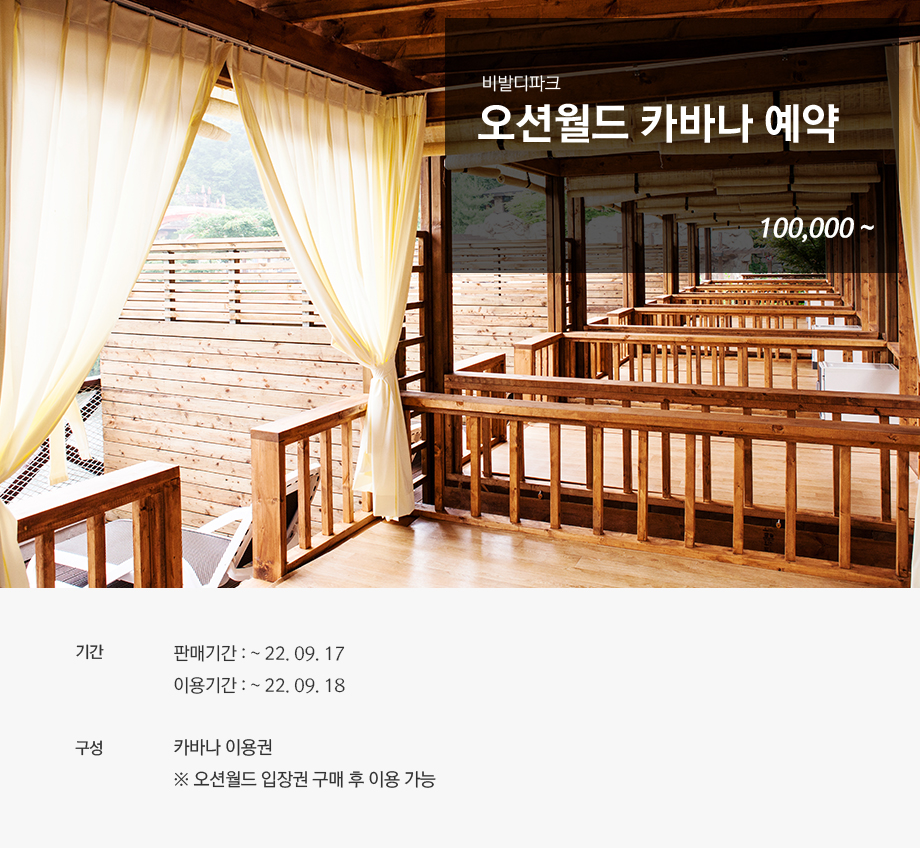 비발디파크
오션월드 카바나 예약
100,000 ~
기간
판매기간 : ~ 22. 09. 17
이용기간 : ~ 22. 09. 18
구성
카바나 이용권
※ 오션월드 입장권 구매 후 이용 가능